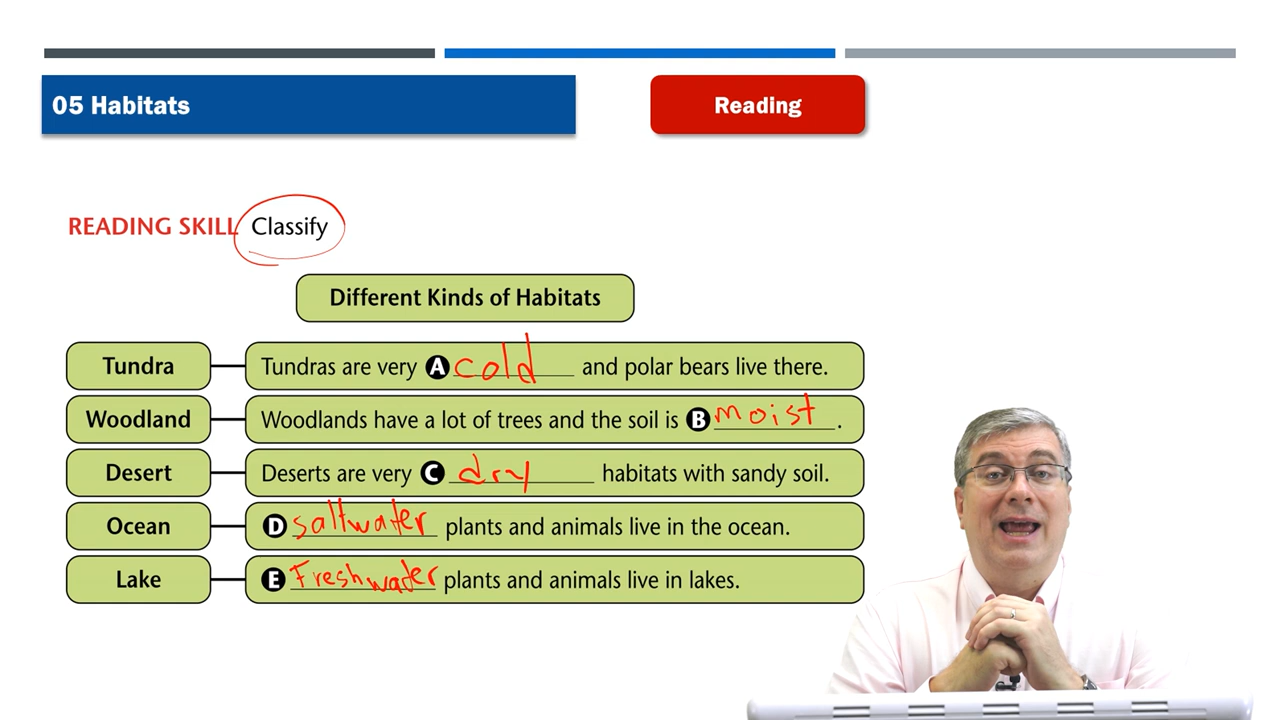 05 Habitats
Reading
READING SKILL Classify
Different Kinds of Habitats
Tundra
Tundras are very A cold and polar bears live there.
Woodland
Woodlands have a lot of trees and the soil is B moist.
Desert
Deserts are very C dry habitats with sandy soil.
Ocean
D saltwater plants and animals live in the ocean.
Lake
E Freshwater plants and animals live in lakes.